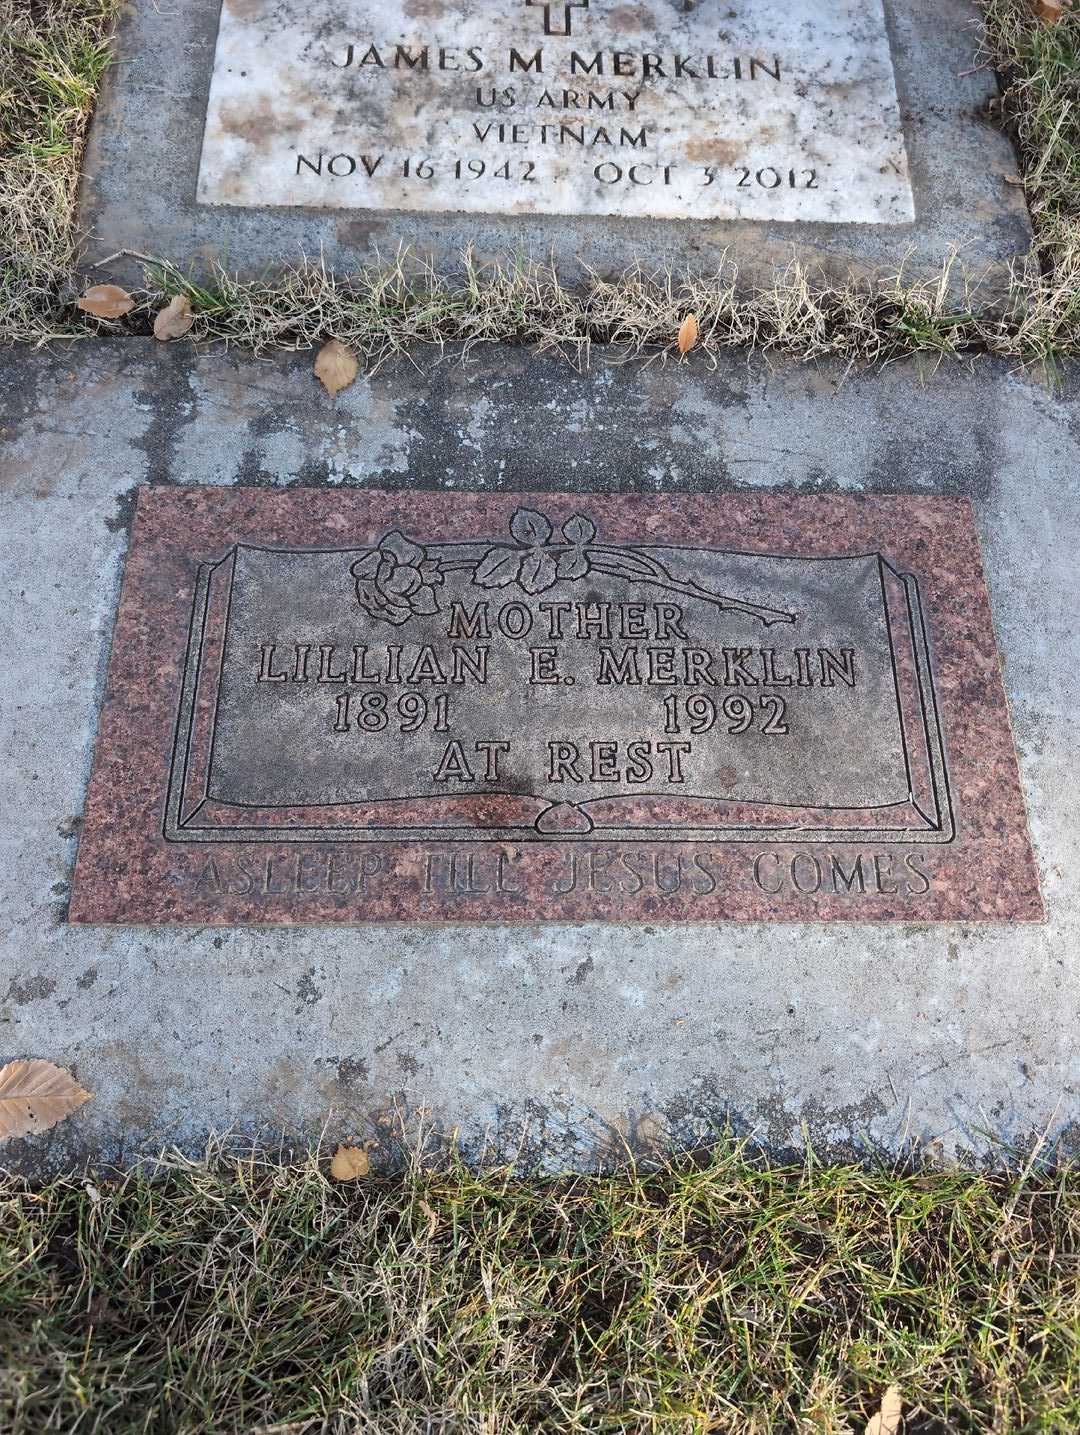 JAMES M MERKLIN
US ARMY
VIETNAM
NOV 16 1942 OCT 3 2012
MOTHER
LILLIAN E. MERKLIN
1891 1992
AT REST
ASLEEP TILL JESUS COMES